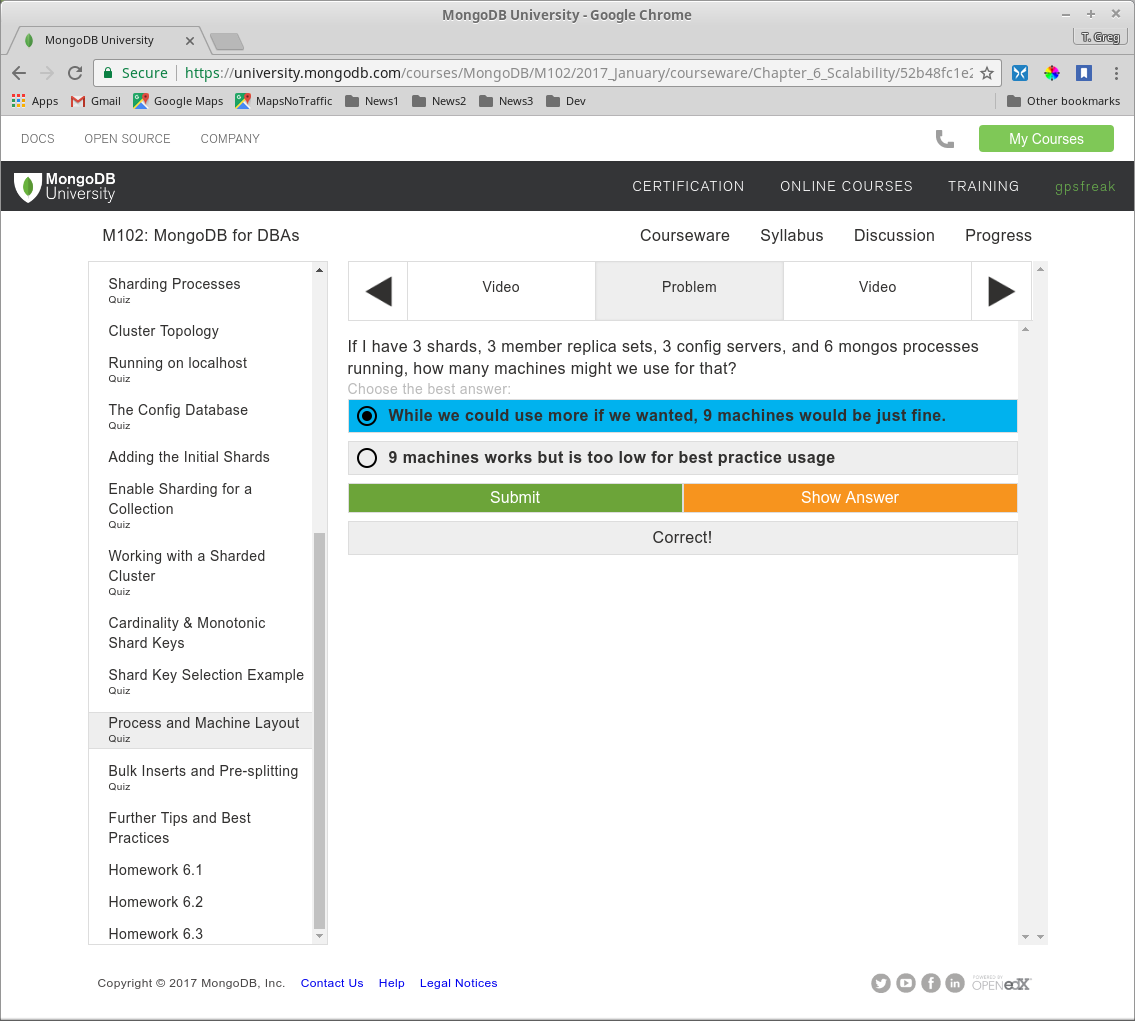 MongoDB University - Google Chrome
MongoDB University
T. Greg
Secure
https://university.mongodb.com/courses/MongoDB/M102/2017_January/courseware/Chapter_6_Scalability/52b48fc1e2
Apps
Gmail
Google Maps
MapsNoTraffic
News1
News2
News3
Dev
Other bookmarks
DOCS
OPEN SOURCE
COMPANY
My Courses
MongoDB
University
CERTIFICATION
ONLINE COURSES
TRAINING
gpsfreak
M102: MongoDB for DBAs
Courseware
Syllabus
Discussion
Progress
Sharding Processes
Quiz
Cluster Topology
Running on localhost
Quiz
The Config Database
Quiz
Adding the Initial Shards
Enable Sharding for a
Collection
Quiz
Working with a Sharded
Cluster
Quiz
Cardinality & Monotonic
Shard Keys
Shard Key Selection Example
Quiz
Process and Machine Layout
Quiz
Bulk Inserts and Pre-splitting
Quiz
Further Tips and Best
Practices
Homework 6.1
Homework 6.2
Homework 6.3
Video
Problem
Video
If I have 3 shards, 3 member replica sets, 3 config servers, and 6 mongos processes
running, how many machines might we use for that?
Choose the best answer:
While we could use more if we wanted, 9 machines would be just fine.
9 machines works but is too low for best practice usage
Submit
Show Answer
Correct!
Copyright © 2017 MongoDB, Inc.
Contact Us
Help
Legal Notices
POWERED BY
OPEN edX